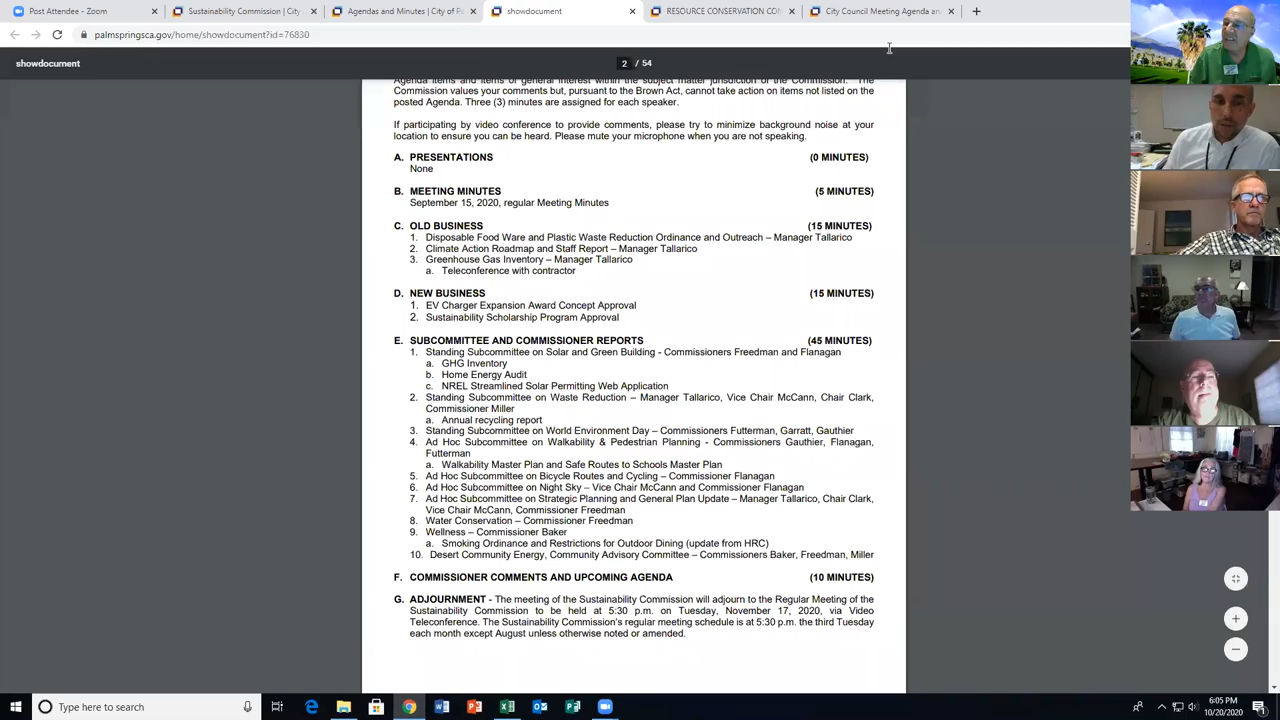 Post Attendee - Zoom
Sustainability Commission | City
Agendas and Minutes | City of P
showdocument
RESOURCE CONSERVATION COM
City Council Meeting Agenda an
palmspringsca.gov/home/showdocument?id=76830
showdocument
2 / 54
Agenda items and items of general interest within the subject matter jurisdiction of the Commission. The
Commission values your comments but, pursuant to the Brown Act, cannot take action on items not listed on the
posted Agenda. Three (3) minutes are assigned for each speaker.
If participating by video conference to provide comments, please try to minimize background noise at your
location to ensure you can be heard. Please mute your microphone when you are not speaking.
A. PRESENTATIONS (0 MINUTES)
None
B. MEETING MINUTES (5 MINUTES)
September 15, 2020, regular Meeting Minutes
C. OLD BUSINESS (15 MINUTES)
1. Disposable Food Ware and Plastic Waste Reduction Ordinance and Outreach – Manager Tallarico
2. Climate Action Roadmap and Staff Report – Manager Tallarico
3. Greenhouse Gas Inventory – Manager Tallarico
a. Teleconference with contractor
D. NEW BUSINESS (15 MINUTES)
1. EV Charger Expansion Award Concept Approval
2. Sustainability Scholarship Program Approval
E. SUBCOMMITTEE AND COMMISSIONER REPORTS (45 MINUTES)
1. Standing Subcommittee on Solar and Green Building - Commissioners Freedman and Flanagan
a. GHG Inventory
b. Home Energy Audit
c. NREL Streamlined Solar Permitting Web Application
2. Standing Subcommittee on Waste Reduction – Manager Tallarico, Vice Chair McCann, Chair Clark,
Commissioner Miller
a. Annual recycling report
3. Standing Subcommittee on World Environment Day – Commissioners Futterman, Garratt, Gauthier
4. Ad Hoc Subcommittee on Walkability & Pedestrian Planning - Commissioners Gauthier, Flanagan,
Futterman
a. Walkability Master Plan and Safe Routes to Schools Master Plan
5. Ad Hoc Subcommittee on Bicycle Routes and Cycling – Commissioner Flanagan
6. Ad Hoc Subcommittee on Night Sky – Vice Chair McCann and Commissioner Flanagan
7. Ad Hoc Subcommittee on Strategic Planning and General Plan Update – Manager Tallarico, Chair Clark,
Vice Chair McCann, Commissioner Freedman
8. Water Conservation – Commissioner Freedman
9. Wellness – Commissioner Baker
a. Smoking Ordinance and Restrictions for Outdoor Dining (update from HRC)
10. Desert Community Energy, Community Advisory Committee – Commissioners Baker, Freedman, Miller
F. COMMISSIONER COMMENTS AND UPCOMING AGENDA (10 MINUTES)
G. ADJOURNMENT - The meeting of the Sustainability Commission will adjourn to the Regular Meeting of the
Sustainability Commission to be held at 5:30 p.m. on Tuesday, November 17, 2020, via Video
Teleconference. The Sustainability Commission's regular meeting schedule is at 5:30 p.m. the third Tuesday
each month except August unless otherwise noted or amended.
Type here to search
6:05 PM
10/20/2020